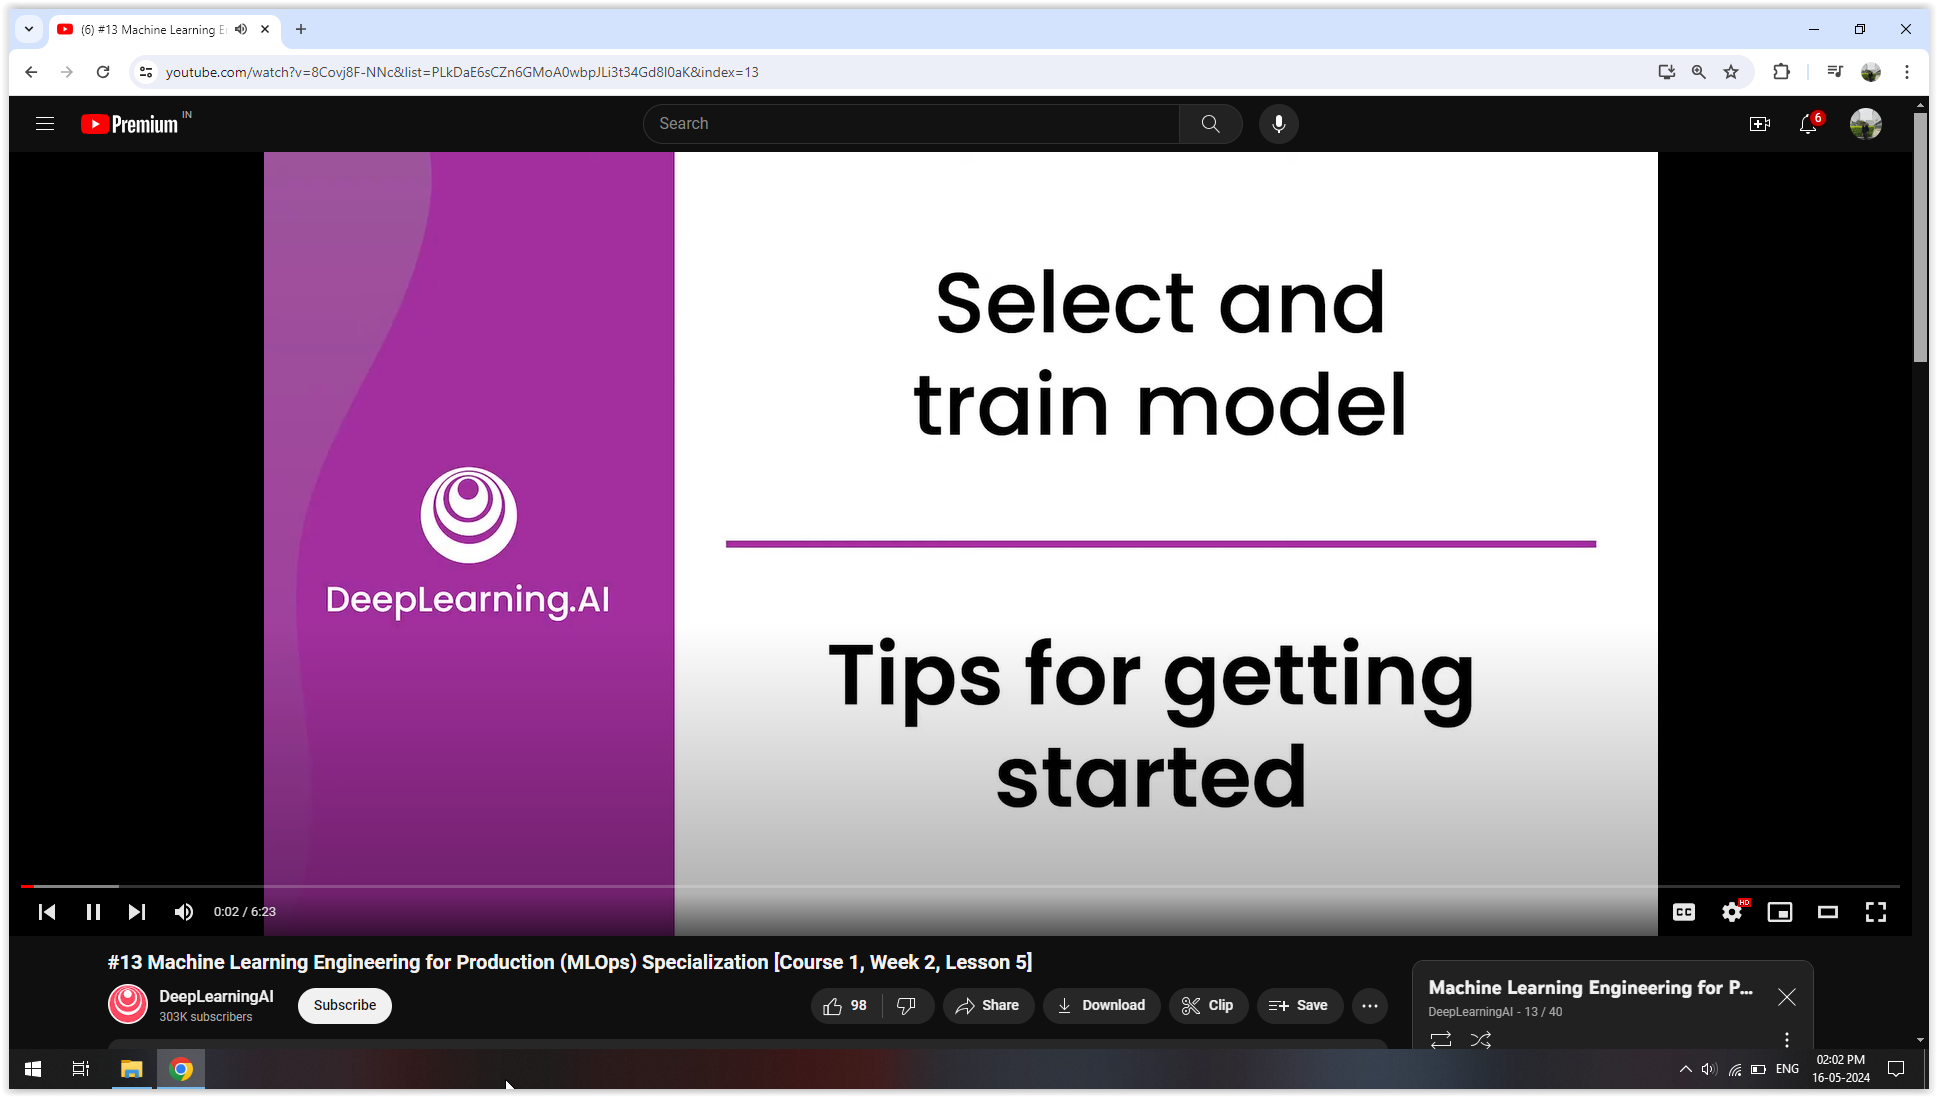 (6) #13 Machine Learning E
youtube.com/watch?v=8Covj8F-NNc&list=PLkDaE6sCZn6GMoA0wbpJLi3t34Gd8l0aK&index=13
Premium IN
Search
6
Select and
train model
DeepLearning.AI
Tips for getting
started
0:02 / 6:23
CC
HD
#13 Machine Learning Engineering for Production (MLOps) Specialization [Course 1, Week 2, Lesson 5]
DeepLearningAI
303K subscribers
Subscribe
98
Share
Download
Clip
Save
Machine Learning Engineering for P...
DeepLearningAI - 13 / 40
ENG
02:02 PM
16-05-2024